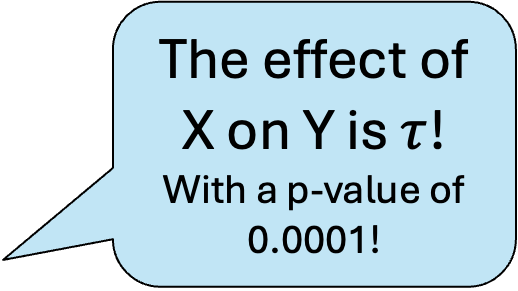 The effect of
X on Y is τ!
With a p-value of
0.0001!